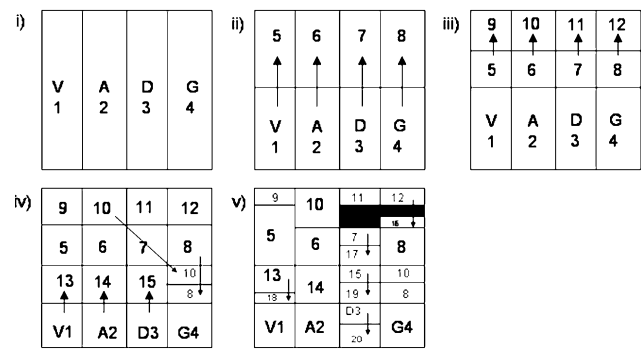 i)
V A D G
1 2 3 4
ii)
5 6 7 8
V A D G
1 2 3 4
iii)
9 10 11 12
5 6 7 8
V A D G
1 2 3 4
iv)
9 10 11 12
5 6 7 8
13 14 15 10
8
V1 A2 D3 G4
v)
9 10 11 12
16
5 6 7 8
17
13 14 15 10
18 19 8
V1 A2 D3 G4
20